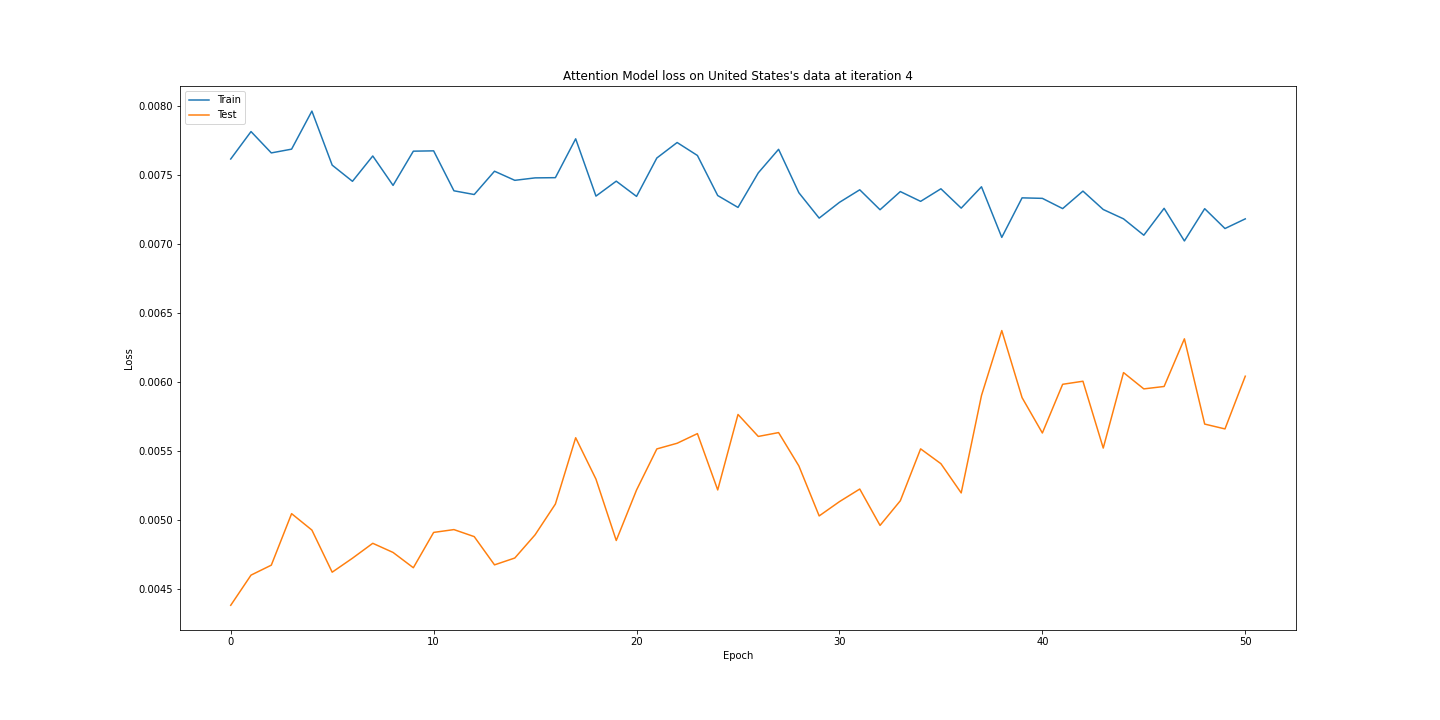 Attention Model loss on United States's data at iteration 4
Train
Test
0.0080
0.0075
0.0070
0.0065
0.0060
0.0055
0.0050
0.0045
Loss
0 10 20 30 40 50
Epoch